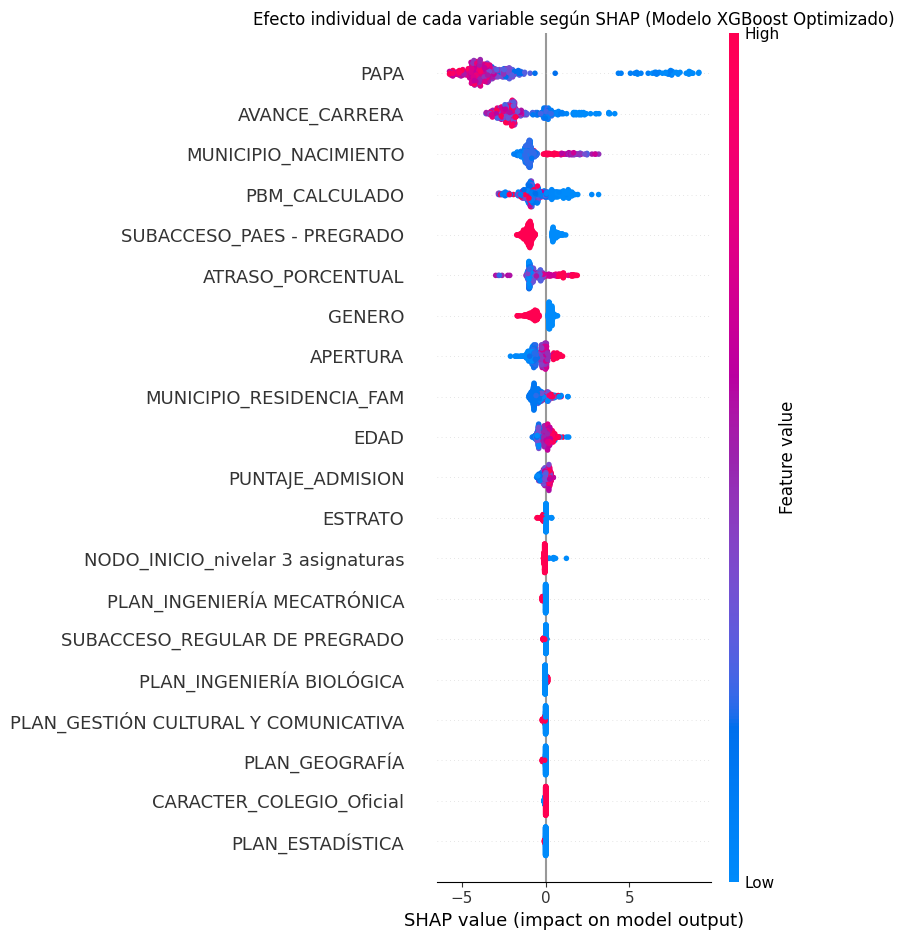 Efecto individual de cada variable según SHAP (Modelo XGBoost Optimizado)
High
PAPA
AVANCE_CARRERA
MUNICIPIO_NACIMIENTO
PBM_CALCULADO
SUBACCESO_PAES - PREGRADO
ATRASO_PORCENTUAL
GENERO
APERTURA
MUNICIPIO_RESIDENCIA_FAM
EDAD
PUNTAJE_ADMISION
ESTRATO
NODO_INICIO_nivelar 3 asignaturas
PLAN_INGENIERÍA MECATRÓNICA
SUBACCESO_REGULAR DE PREGRADO
PLAN_INGENIERÍA BIOLÓGICA
PLAN_GESTIÓN CULTURAL Y COMUNICATIVA
PLAN_GEOGRAFÍA
CARACTER_COLEGIO_Oficial
PLAN_ESTADÍSTICA
Feature value
Low
−5 0 5
SHAP value (impact on model output)